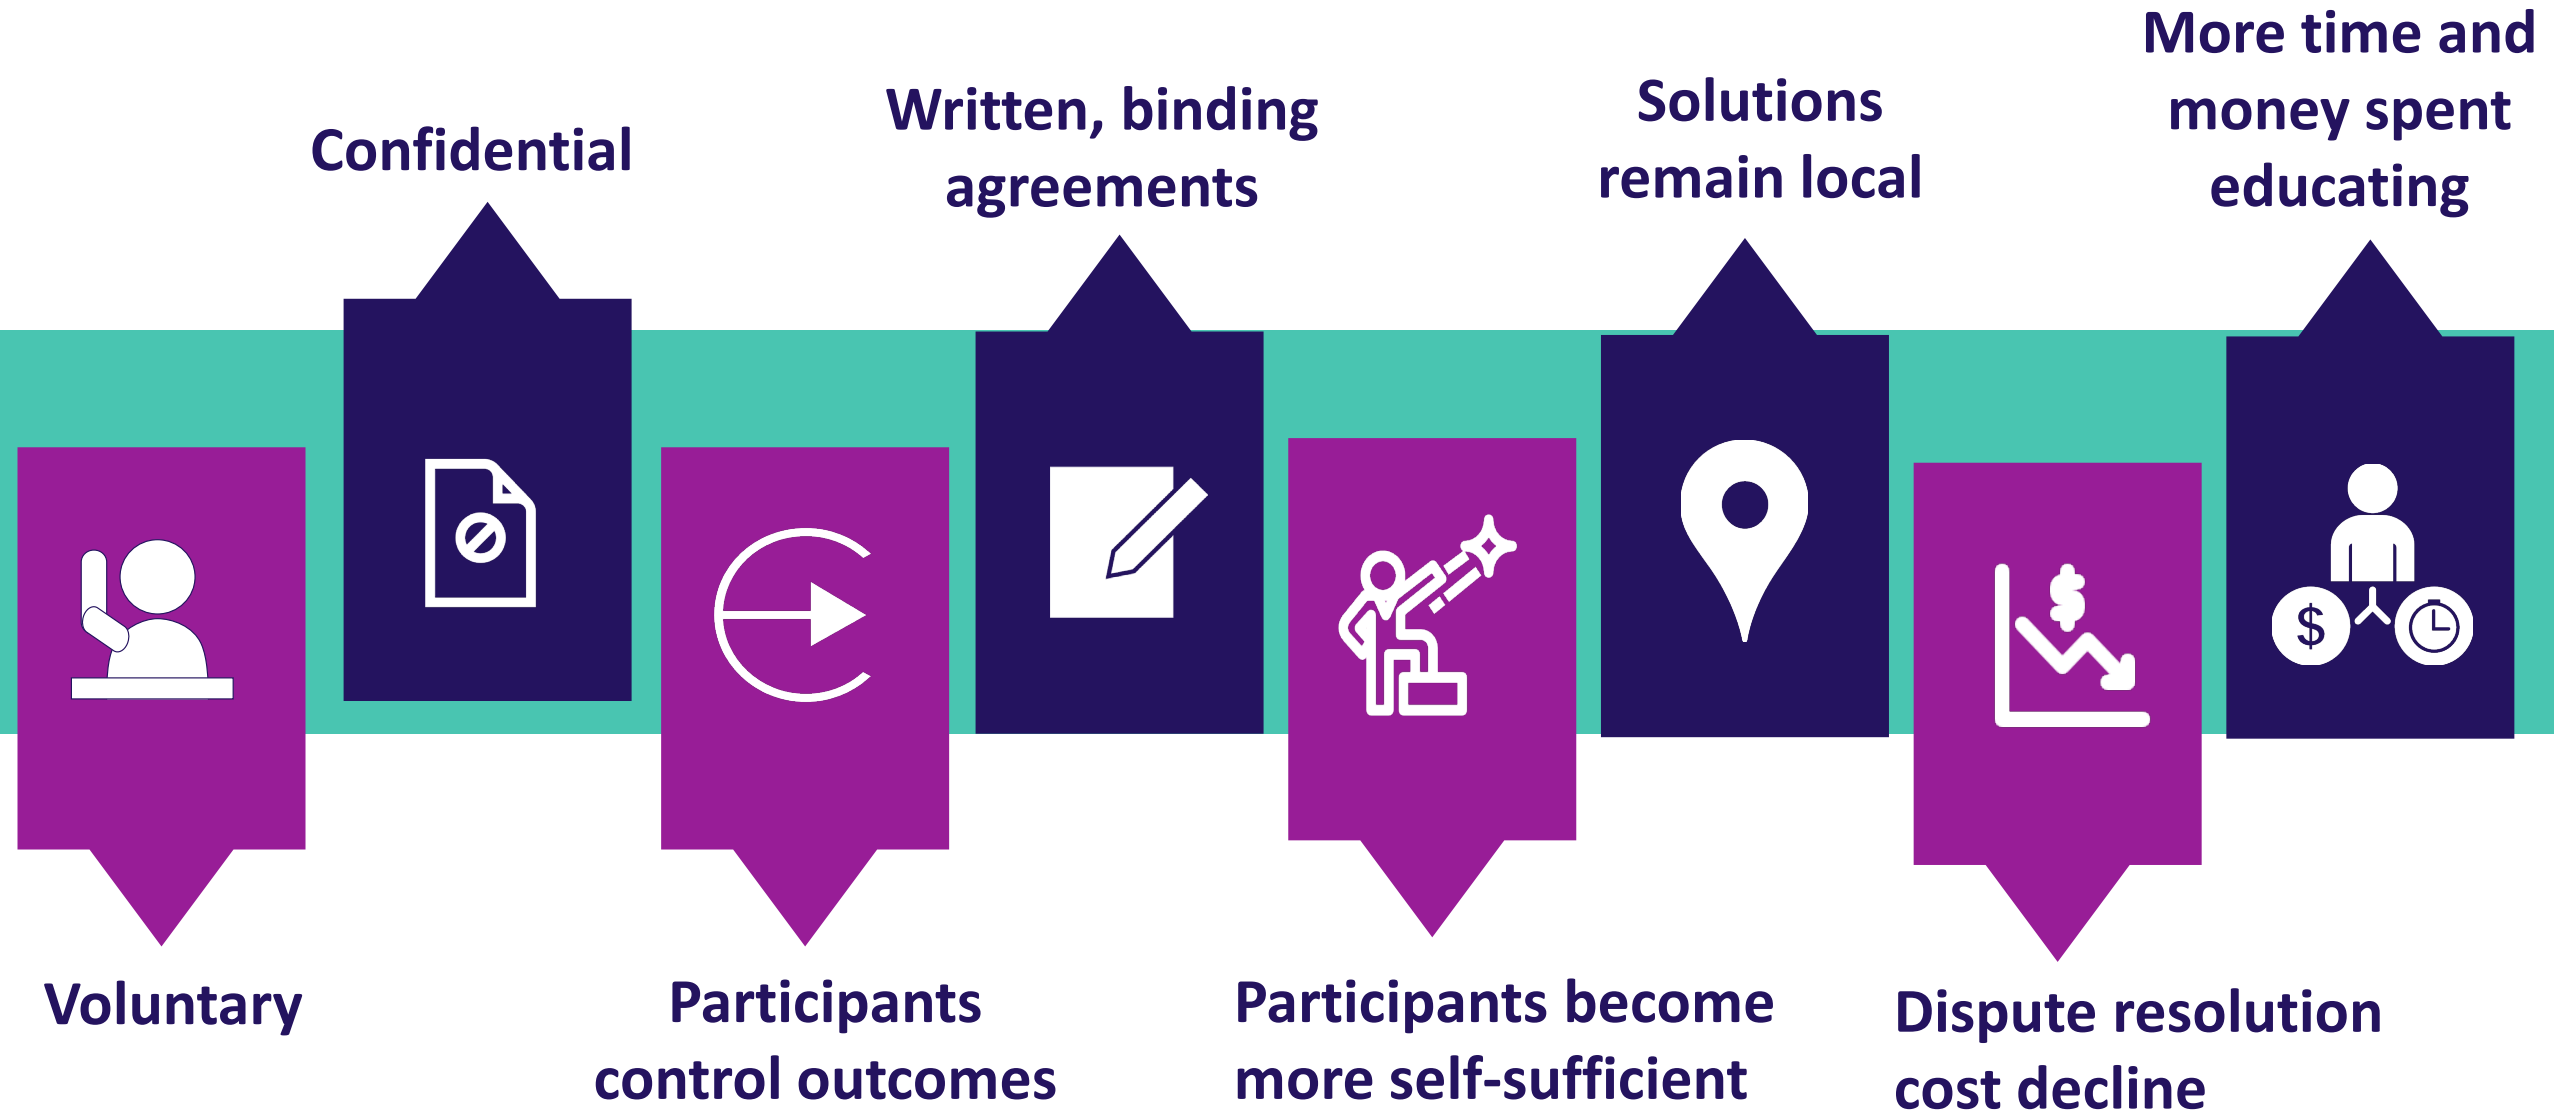 Voluntary
Confidential
Participants
control outcomes
Written, binding
agreements
Participants become
more self-sufficient
Solutions
remain local
Dispute resolution
cost decline
More time and
money spent
educating
$
$